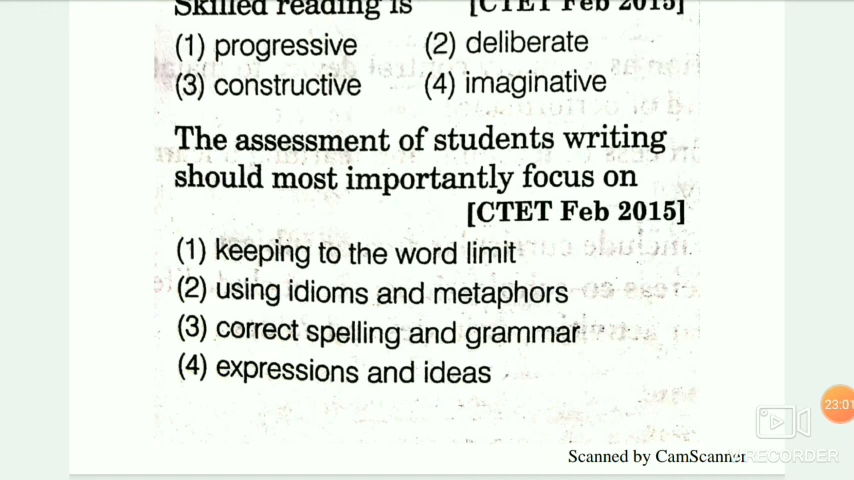 Skilled reading is [CTET Feb 2015]
(1) progressive (2) deliberate
(3) constructive (4) imaginative
The assessment of students writing
should most importantly focus on
[CTET Feb 2015]
(1) keeping to the word limit
(2) using idioms and metaphors
(3) correct spelling and grammar
(4) expressions and ideas
23:01
Scanned by CamScanner
RECORDER